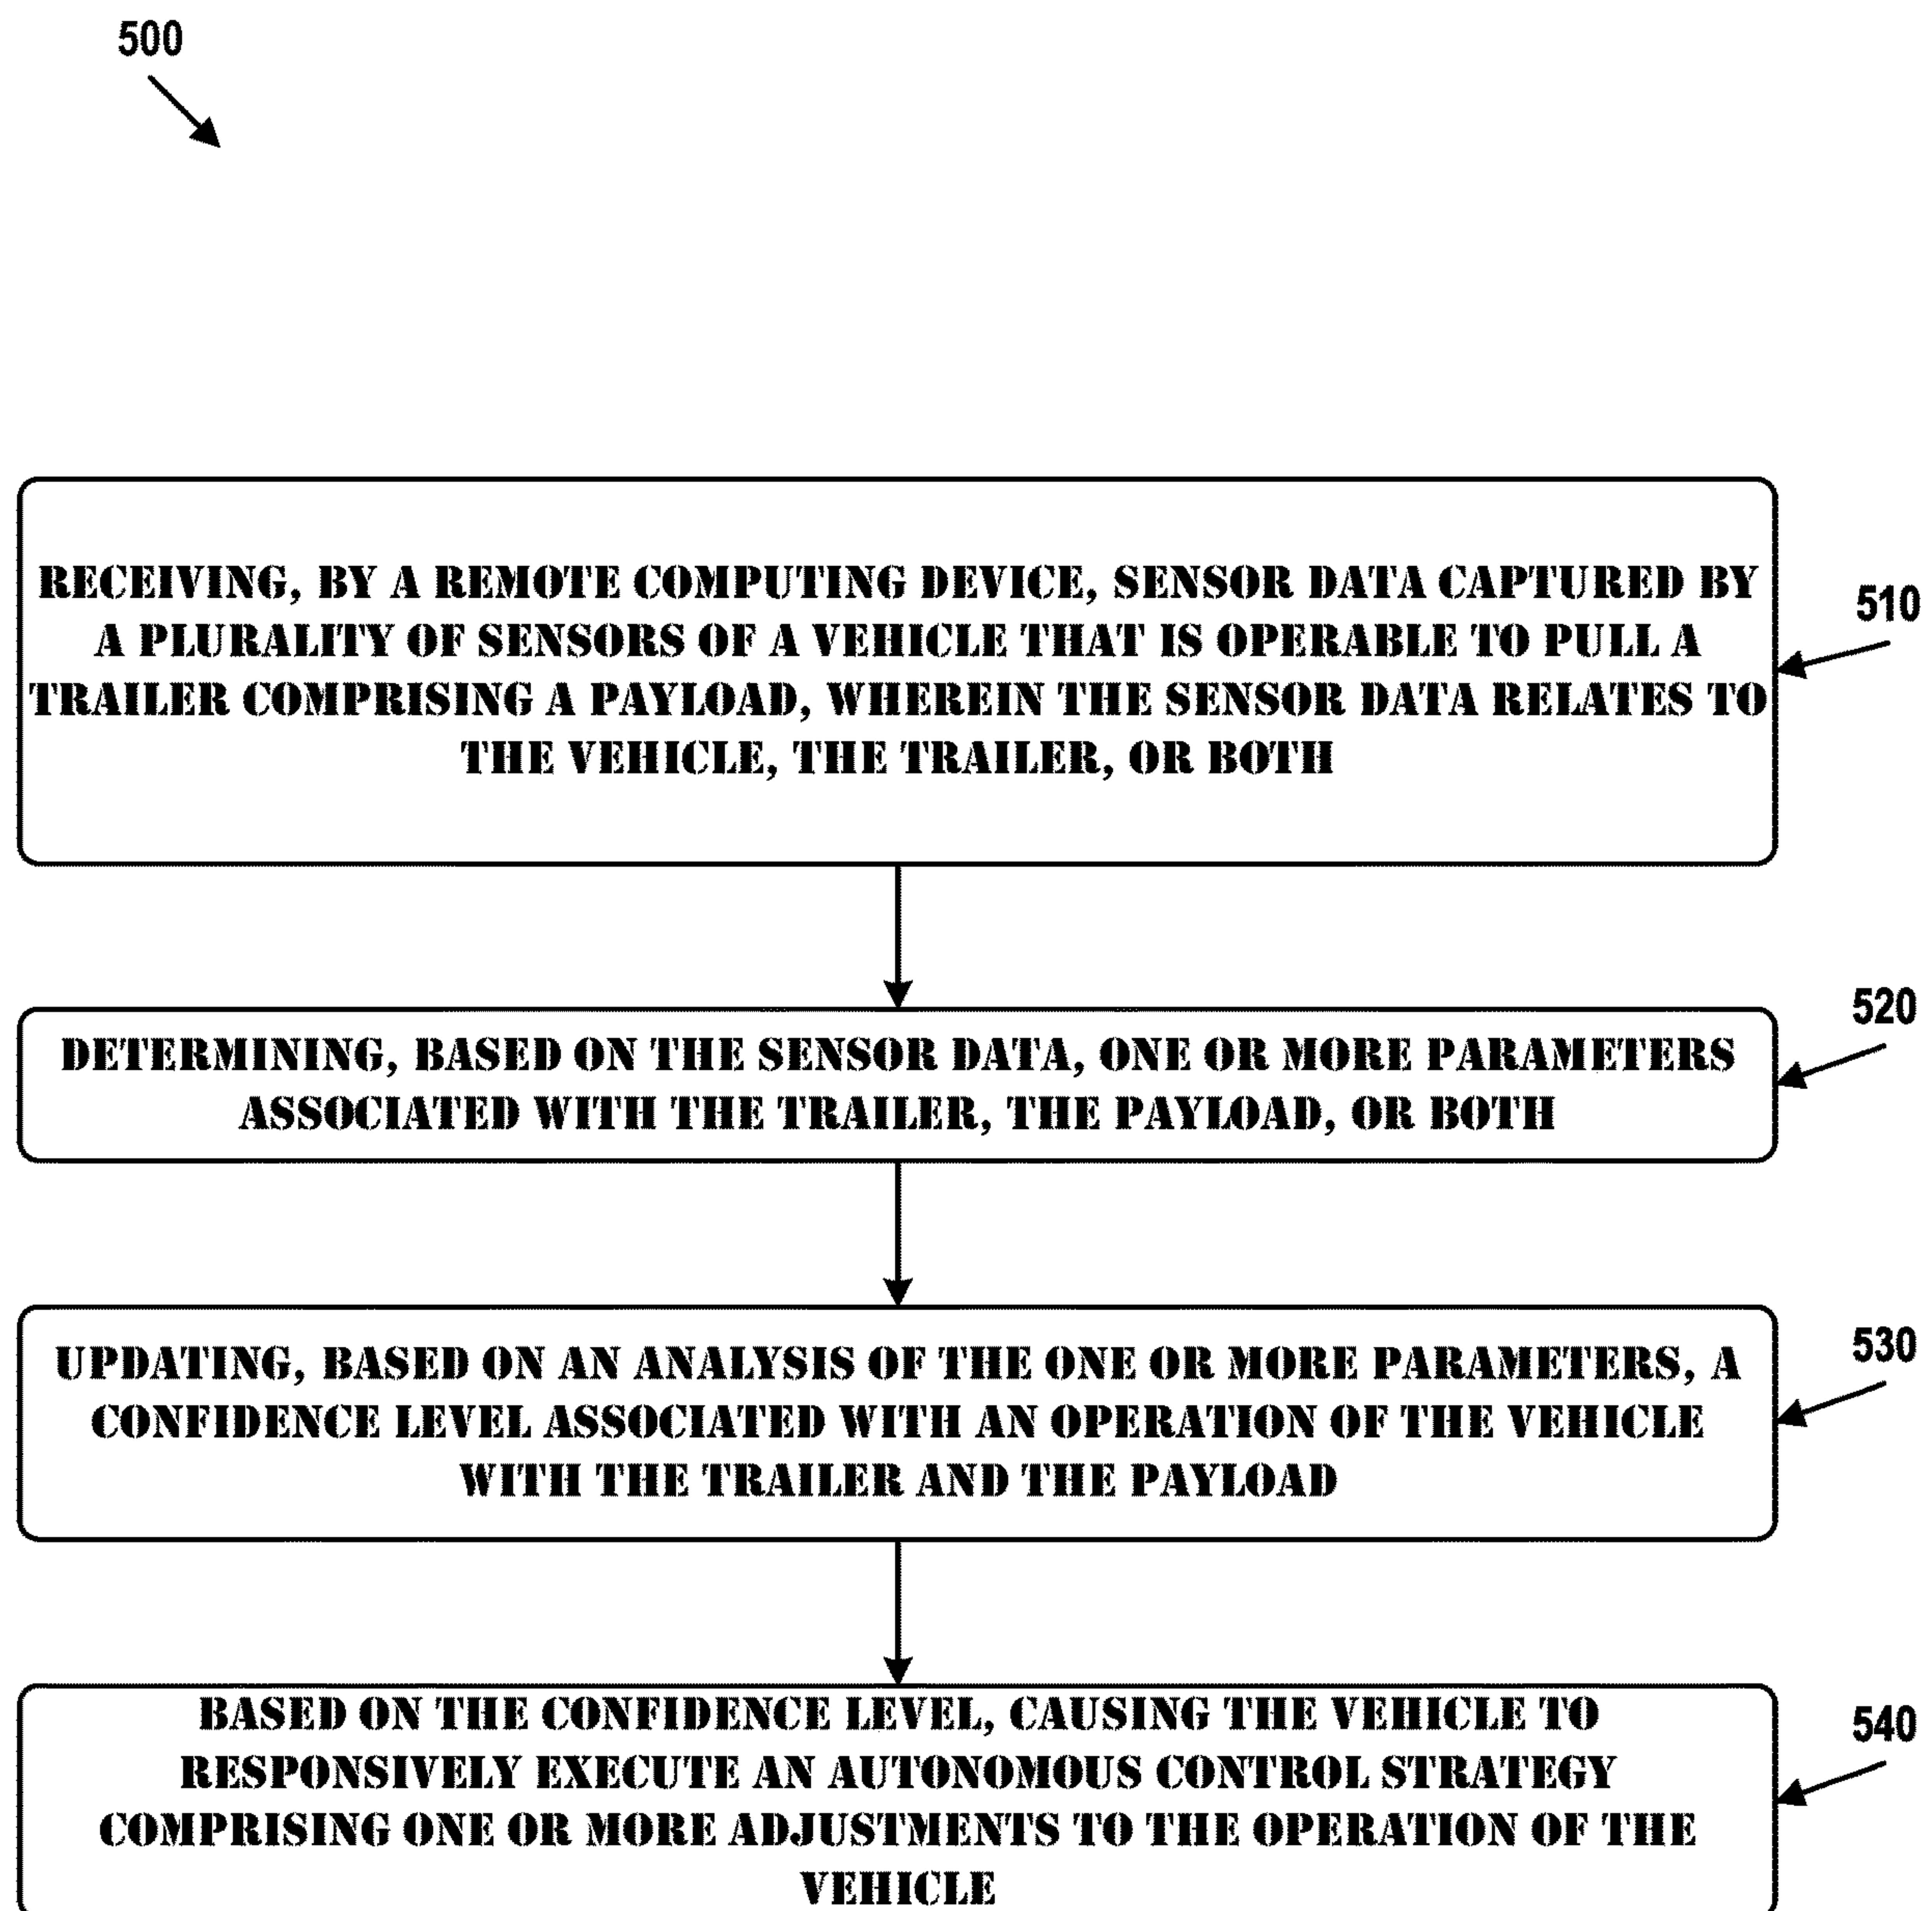 500
RECEIVING, BY A REMOTE COMPUTING DEVICE, SENSOR DATA CAPTURED BY
A PLURALITY OF SENSORS OF A VEHICLE THAT IS OPERABLE TO PULL A
TRAILER COMPRISING A PAYLOAD, WHEREIN THE SENSOR DATA RELATES TO
THE VEHICLE, THE TRAILER, OR BOTH
510
DETERMINING, BASED ON THE SENSOR DATA, ONE OR MORE PARAMETERS
ASSOCIATED WITH THE TRAILER, THE PAYLOAD, OR BOTH
520
UPDATING, BASED ON AN ANALYSIS OF THE ONE OR MORE PARAMETERS, A
CONFIDENCE LEVEL ASSOCIATED WITH AN OPERATION OF THE VEHICLE
WITH THE TRAILER AND THE PAYLOAD
530
BASED ON THE CONFIDENCE LEVEL, CAUSING THE VEHICLE TO
RESPONSIVELY EXECUTE AN AUTONOMOUS CONTROL STRATEGY
COMPRISING ONE OR MORE ADJUSTMENTS TO THE OPERATION OF THE
VEHICLE
540